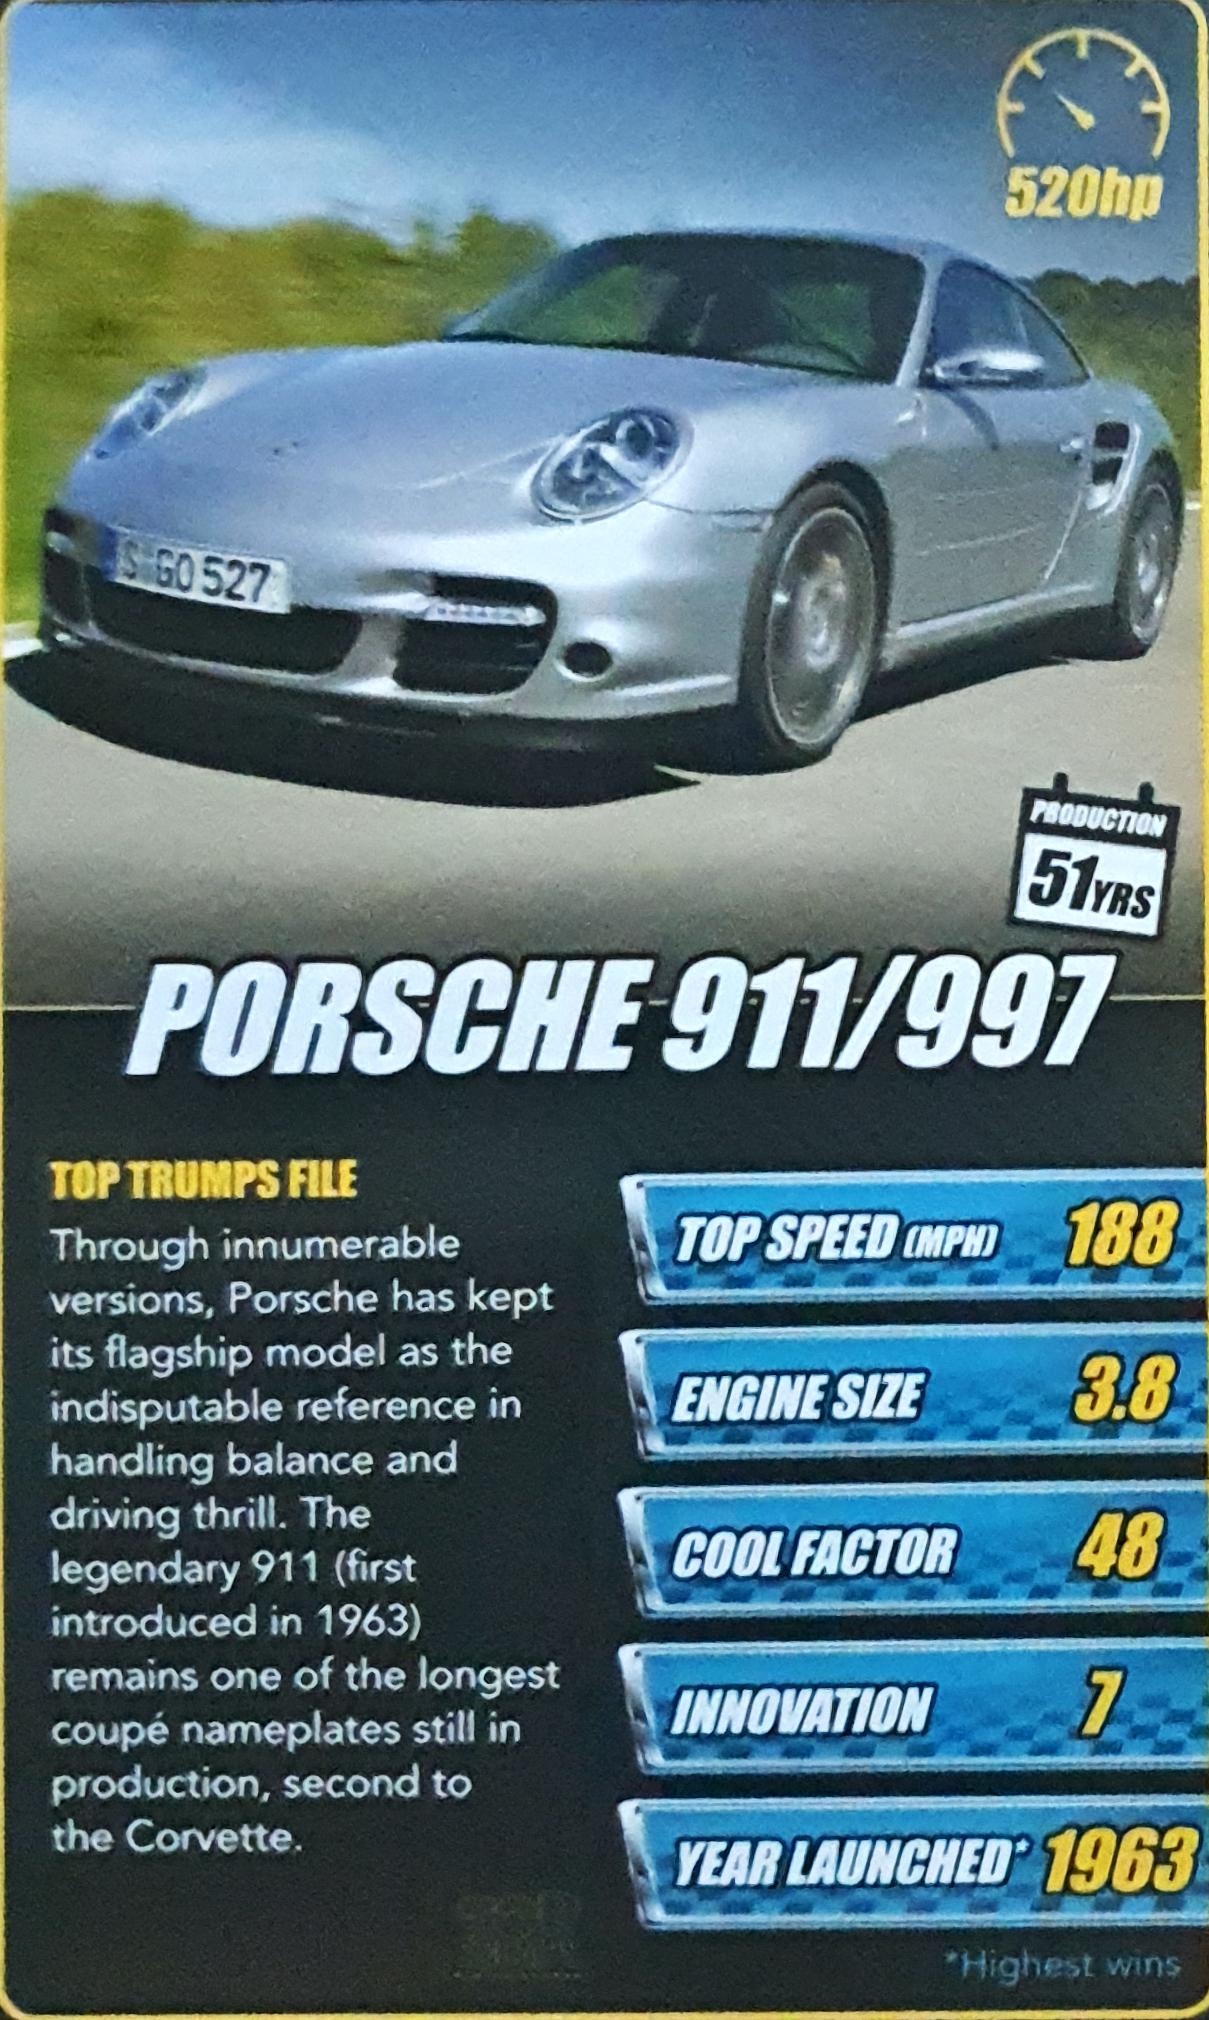 520hp
S GO 527
PRODUCTION
51YRS
PORSCHE 911/997
TOP TRUMPS FILE
Through innumerable
versions, Porsche has kept
its flagship model as the
indisputable reference in
handling balance and
driving thrill. The
legendary 911 (first
introduced in 1963)
remains one of the longest
coupé nameplates still in
production, second to
the Corvette.
TOP SPEED (MPH) 188
ENGINE SIZE 3.8
COOL FACTOR 48
INNOVATION 7
YEAR LAUNCHED* 1963
*Highest wins